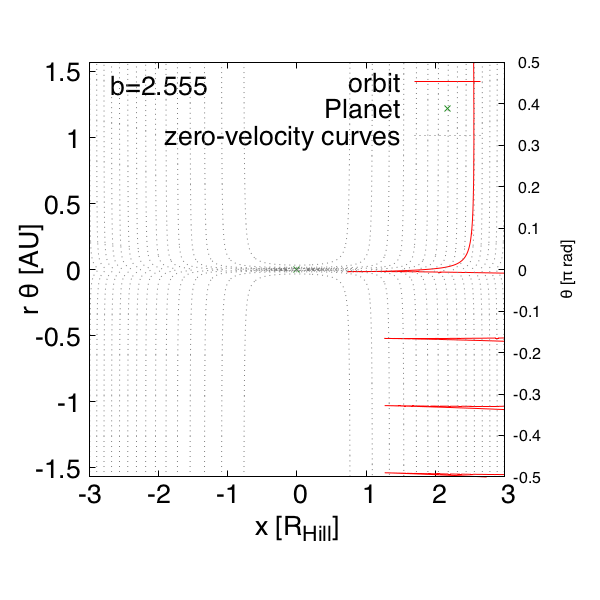 b=2.555
orbit
Planet
zero-velocity curves
r θ [AU]
1.5
1
0.5
0
-0.5
-1
-1.5
0.5
0.4
0.3
0.2
0.1
0
-0.1
-0.2
-0.3
-0.4
-0.5
θ [π rad]
-3 -2 -1 0 1 2 3
x [R_Hill]